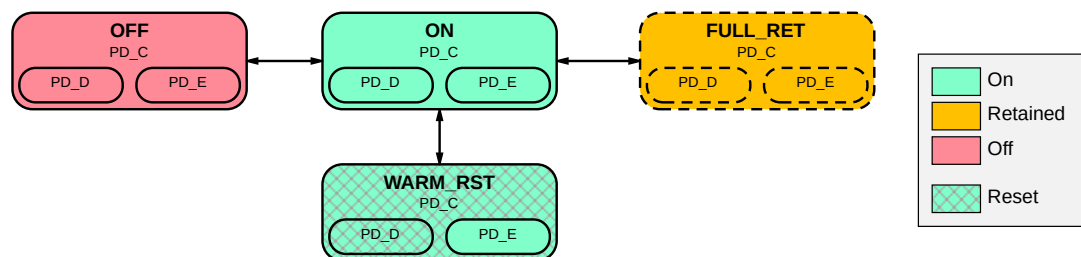 OFF
PD_C
PD_D PD_E
ON
PD_C
PD_D PD_E
FULL_RET
PD_C
PD_D PD_E
WARM_RST
PD_C
PD_D PD_E
On
Retained
Off
Reset